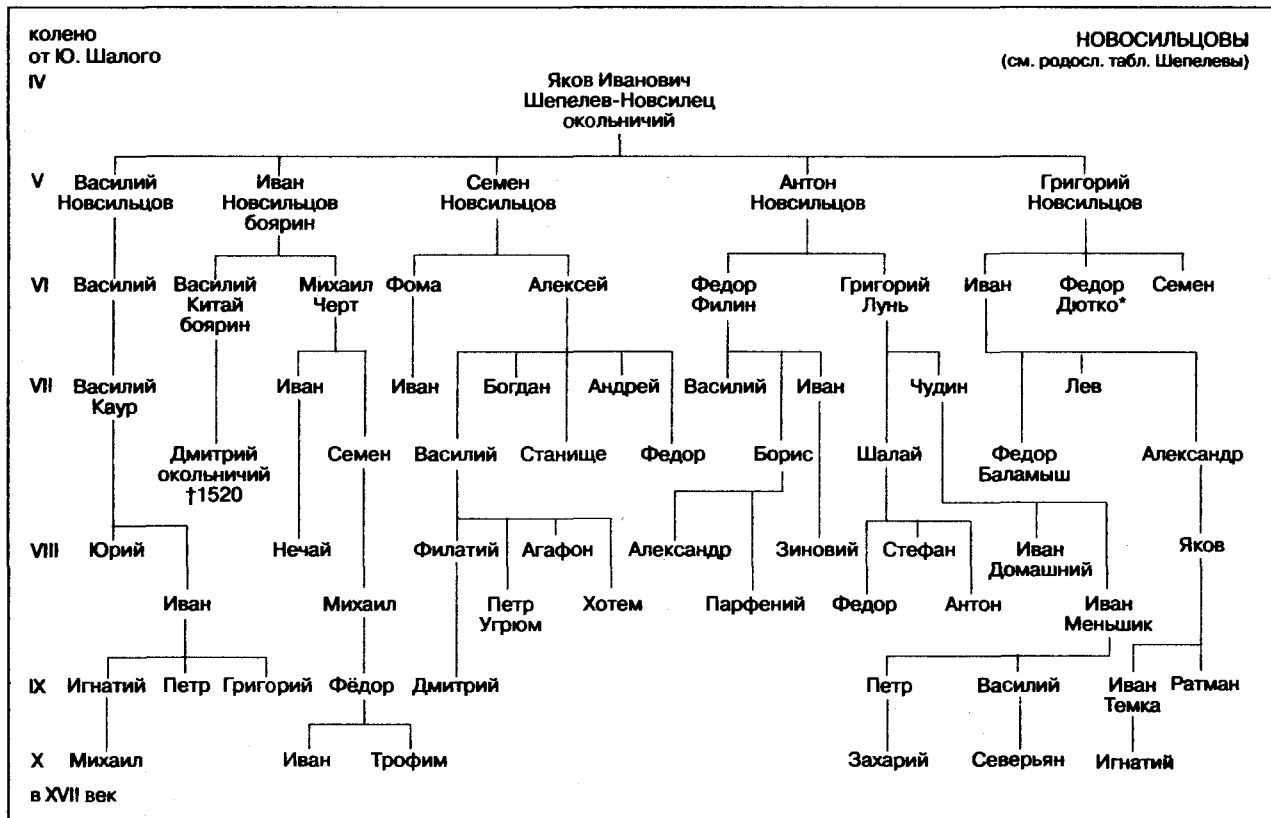 колено
от Ю. Шалого
НОВОСИЛЬЦОВЫ
(см. родосл. табл. Шепелевы)
IV
Яков Иванович
Шепелев-Новсилец
окольничий
V Василий Иван Семен Антон Григорий
Новсильцов Новсильцов Новсильцов Новсильцов Новсильцов
боярин
VI Василий Василий Михаил Фома Алексей Федор Григорий Иван Федор Семен
Китай Черт Филин Лунь Дютко*
боярин
VII Василий Иван Иван Богдан Андрей Василий Иван Чудин Лев
Каур
Дмитрий Семен Василий Станище Федор Борис Шалай Федор Александр
окольничий Баламыш
†1520
VIII Юрий Нечай Филатий Агафон Александр Зиновий Стефан Иван Яков
Домашний
Иван Михаил Петр Хотем Парфений Федор Антон Иван
Угрюм Меньшик
IX Игнатий Петр Григорий Фёдор Дмитрий Петр Василий Иван Ратман
Темка
X Михаил Иван Трофим Захарий Северьян Игнатий
в XVII век